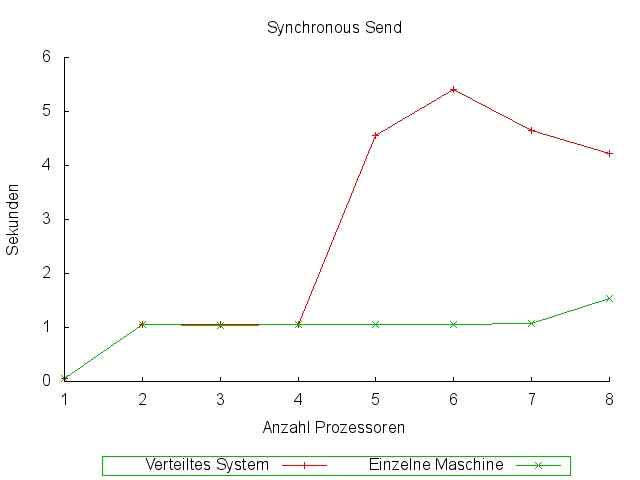 Synchronous Send
6
5
4
3
2
1
0
Sekunden
1 2 3 4 5 6 7 8
Anzahl Prozessoren
Verteiltes System Einzelne Maschine